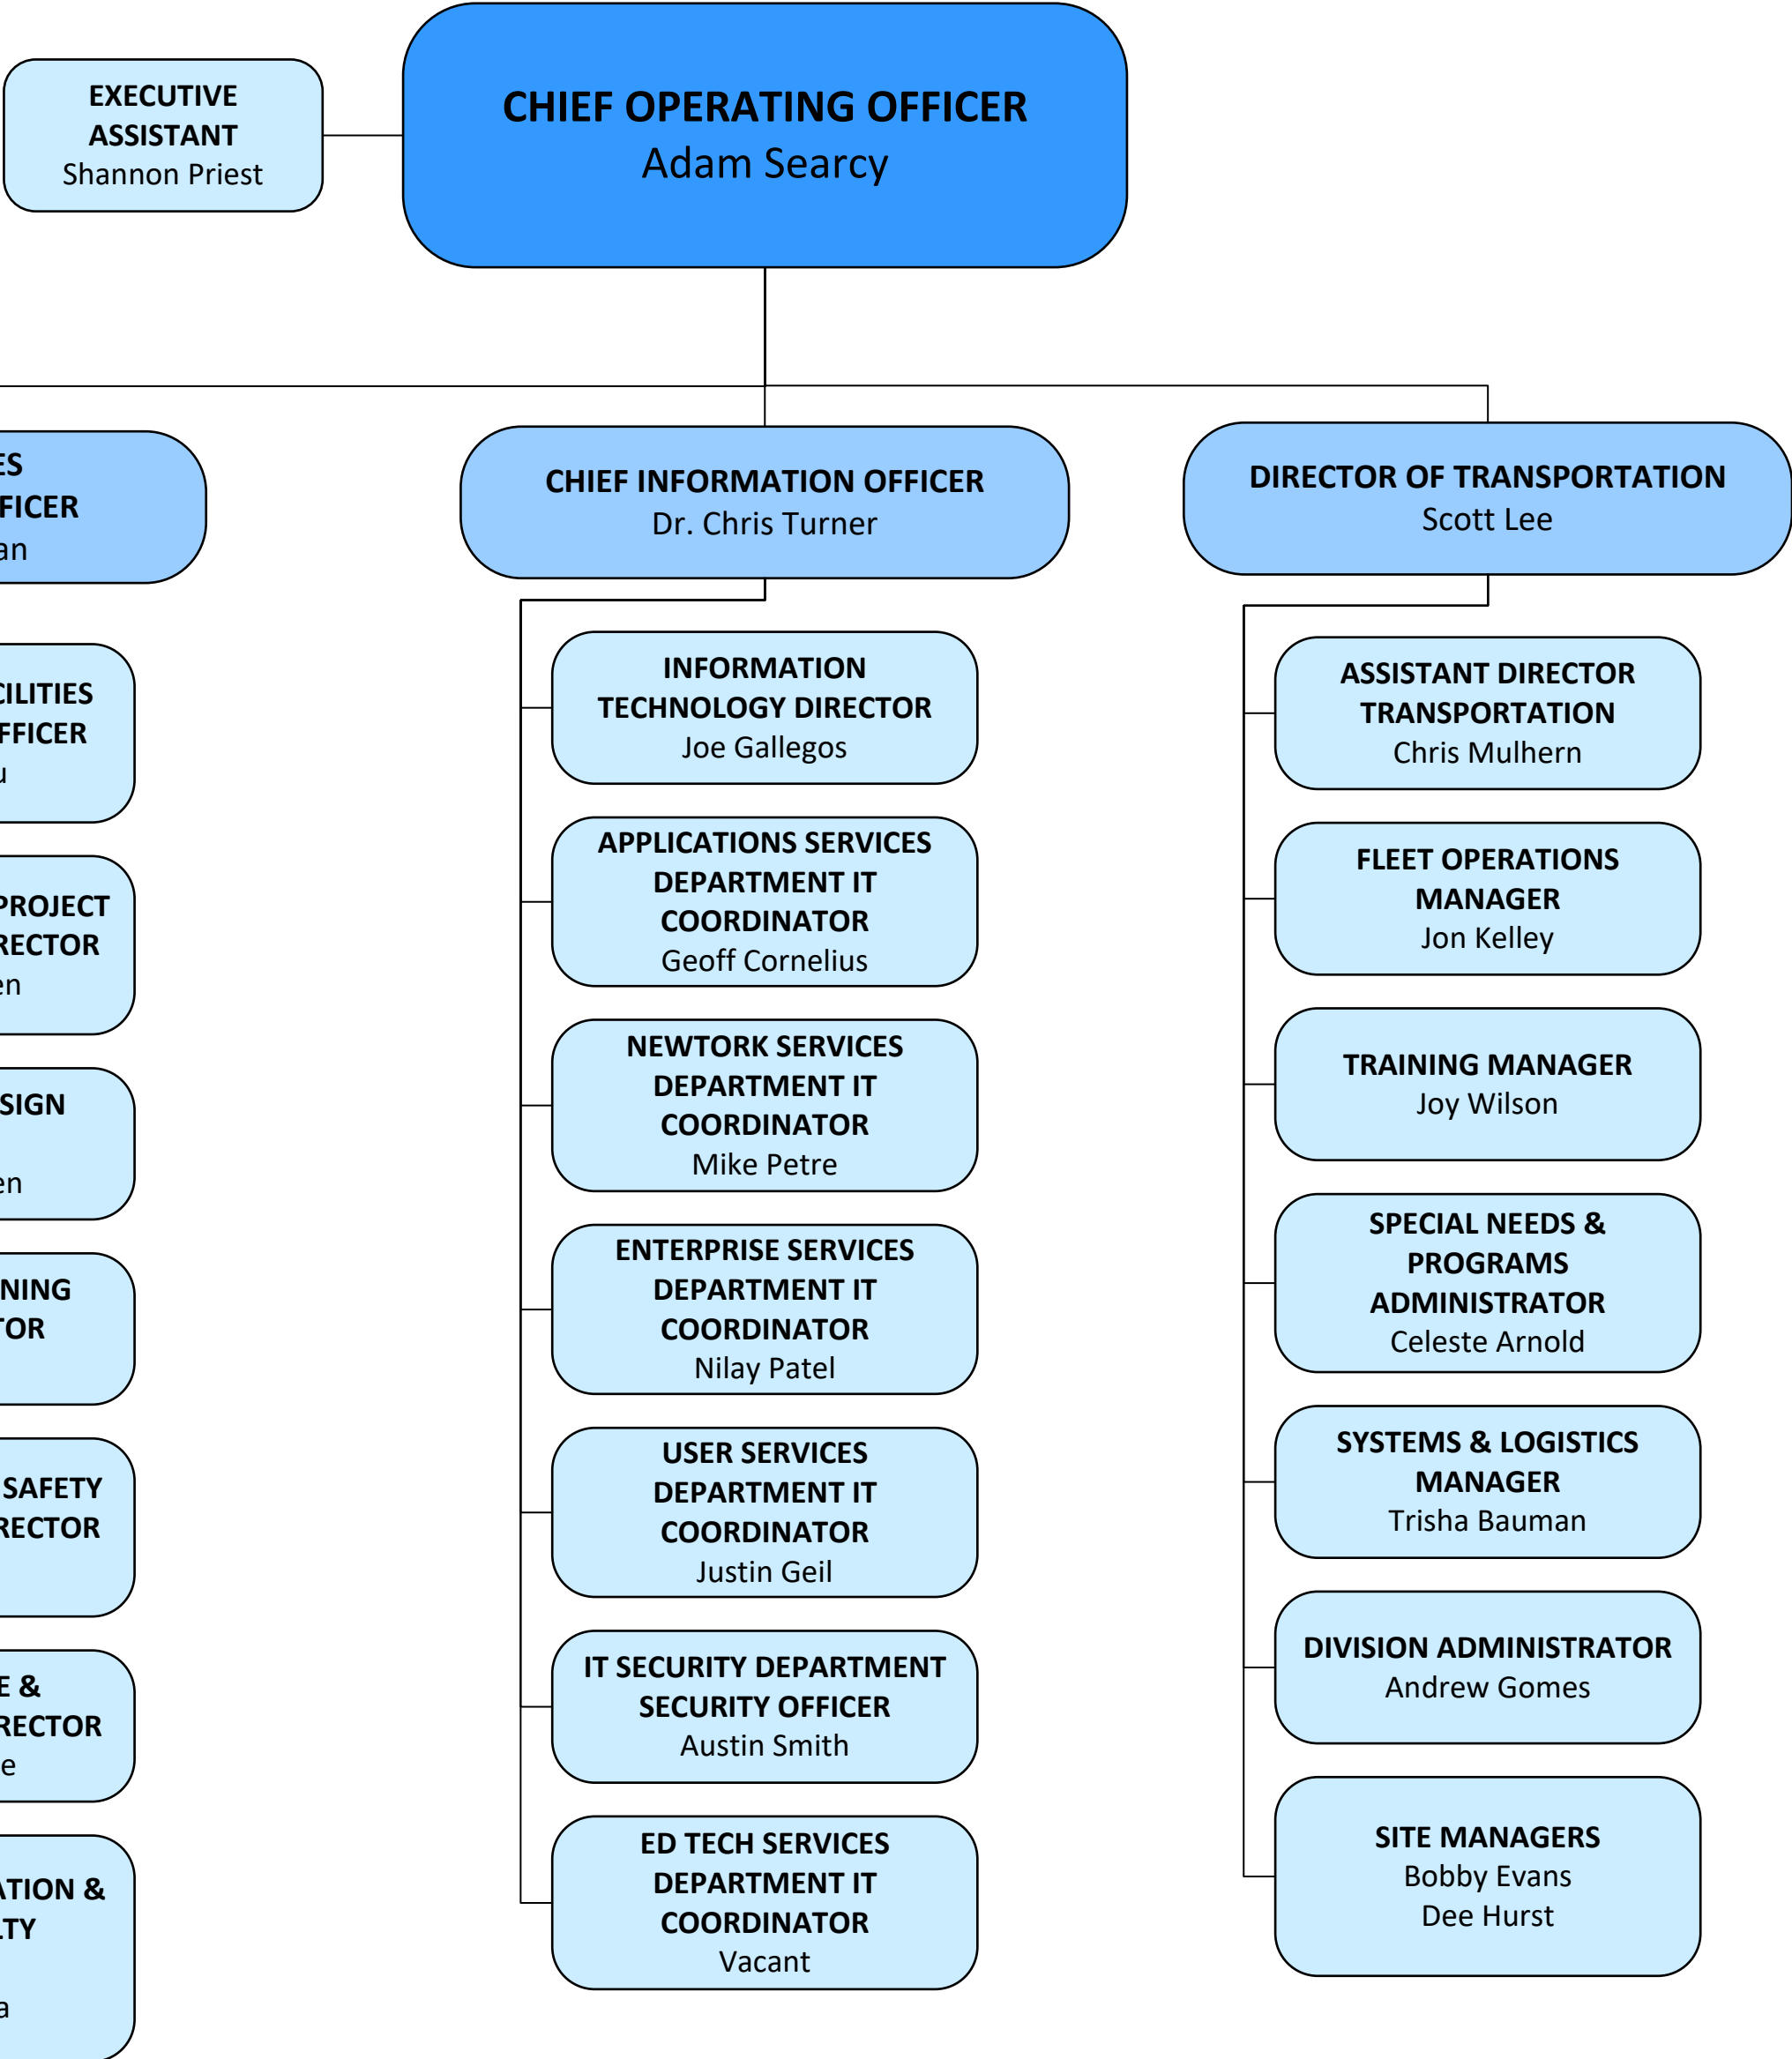 EXECUTIVE
ASSISTANT
Shannon Priest
CHIEF OPERATING OFFICER
Adam Searcy
CHIEF INFORMATION OFFICER
Dr. Chris Turner
INFORMATION
TECHNOLOGY DIRECTOR
Joe Gallegos
APPLICATIONS SERVICES
DEPARTMENT IT
COORDINATOR
Geoff Cornelius
NEWTORK SERVICES
DEPARTMENT IT
COORDINATOR
Mike Petre
ENTERPRISE SERVICES
DEPARTMENT IT
COORDINATOR
Nilay Patel
USER SERVICES
DEPARTMENT IT
COORDINATOR
Justin Geil
IT SECURITY DEPARTMENT
SECURITY OFFICER
Austin Smith
ED TECH SERVICES
DEPARTMENT IT
COORDINATOR
Vacant
DIRECTOR OF TRANSPORTATION
Scott Lee
ASSISTANT DIRECTOR
TRANSPORTATION
Chris Mulhern
FLEET OPERATIONS
MANAGER
Jon Kelley
TRAINING MANAGER
Joy Wilson
SPECIAL NEEDS &
PROGRAMS
ADMINISTRATOR
Celeste Arnold
SYSTEMS & LOGISTICS
MANAGER
Trisha Bauman
DIVISION ADMINISTRATOR
Andrew Gomes
SITE MANAGERS
Bobby Evans
Dee Hurst
PROJECT
SAFETY
&
&